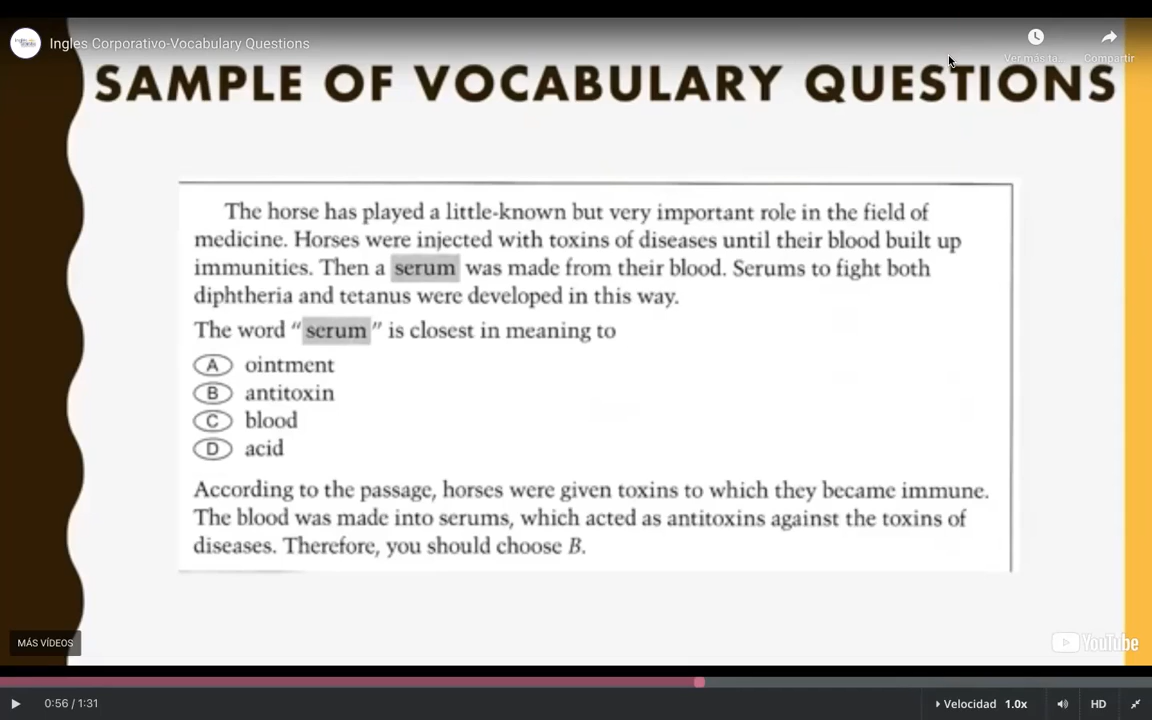 Ingles Corporativo-Vocabulary Questions
Compartir
SAMPLE OF VOCABULARY QUESTIONS
The horse has played a little-known but very important role in the field of
medicine. Horses were injected with toxins of diseases until their blood built up
immunities. Then a serum was made from their blood. Serums to fight both
diphtheria and tetanus were developed in this way.
The word “serum” is closest in meaning to
A ointment
B antitoxin
C blood
D acid
According to the passage, horses were given toxins to which they became immune.
The blood was made into serums, which acted as antitoxins against the toxins of
diseases. Therefore, you should choose B.
MÁS VÍDEOS
YouTube
0:56 / 1:31
Velocidad 1.0x
HD